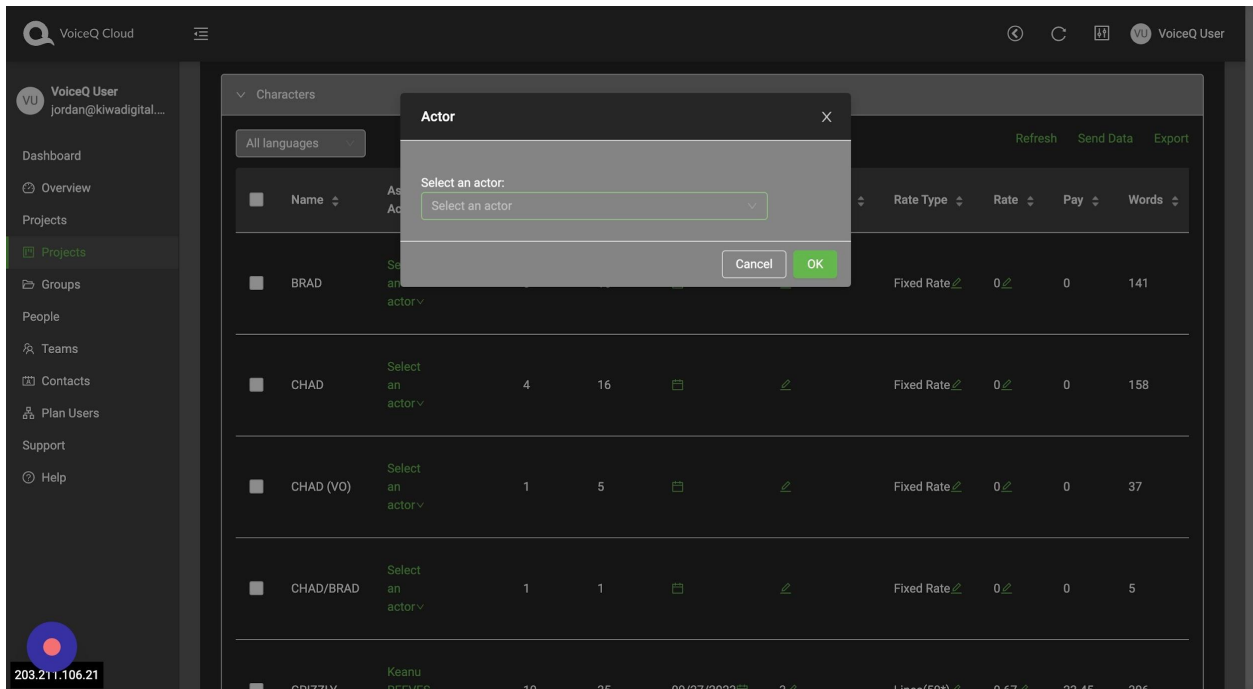 VoiceQ Cloud
VU VoiceQ User
VU VoiceQ User
jordan@kiwadigital....
Dashboard
Overview
Projects
Projects
Groups
People
Teams
Contacts
Plan Users
Support
Help
Characters
All languages
Refresh Send Data Export
Actor
Select an actor:
Select an actor
Cancel OK
Name Rate Type Rate Pay Words
BRAD Fixed Rate 0 0 141
Select
CHAD an 4 16 Fixed Rate 0 0 158
actor
Select
CHAD (VO) an 1 5 Fixed Rate 0 0 37
actor
Select
CHAD/BRAD an 1 1 Fixed Rate 0 0 5
actor
Keanu
203.211.106.21